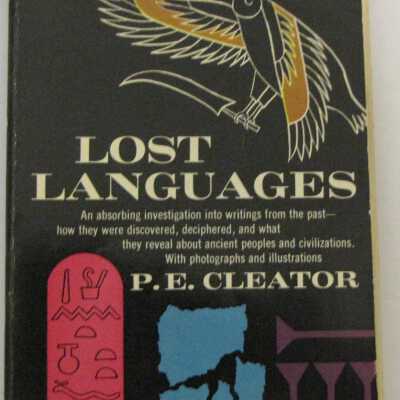 LOST
LANGUAGES
An absorbing investigation into writings from the past—
how they were discovered, deciphered, and what
they reveal about ancient peoples and civilizations.
With photographs and illustrations
P. E. CLEATOR